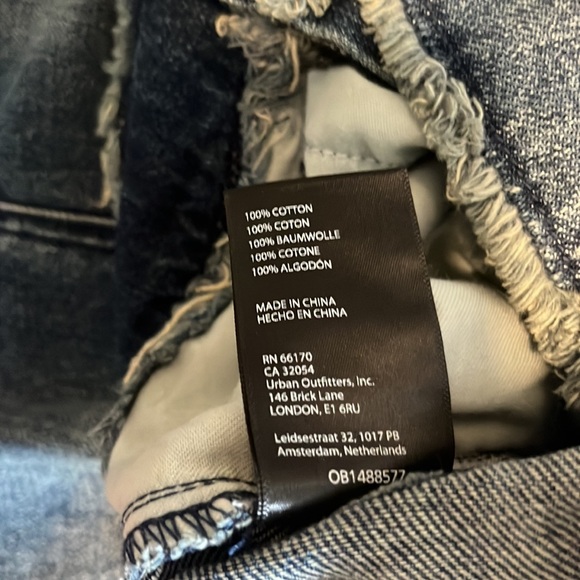 100% COTTON
100% COTON
100% BAUMWOLLE
100% COTONE
100% ALGODÓN
MADE IN CHINA
HECHO EN CHINA
RN 66170
CA 32054
Urban Outfitters, Inc.
146 Brick Lane
LONDON, E1 6RU
Leidsestraat 32, 1017 PB
Amsterdam, Netherlands
OB1488577